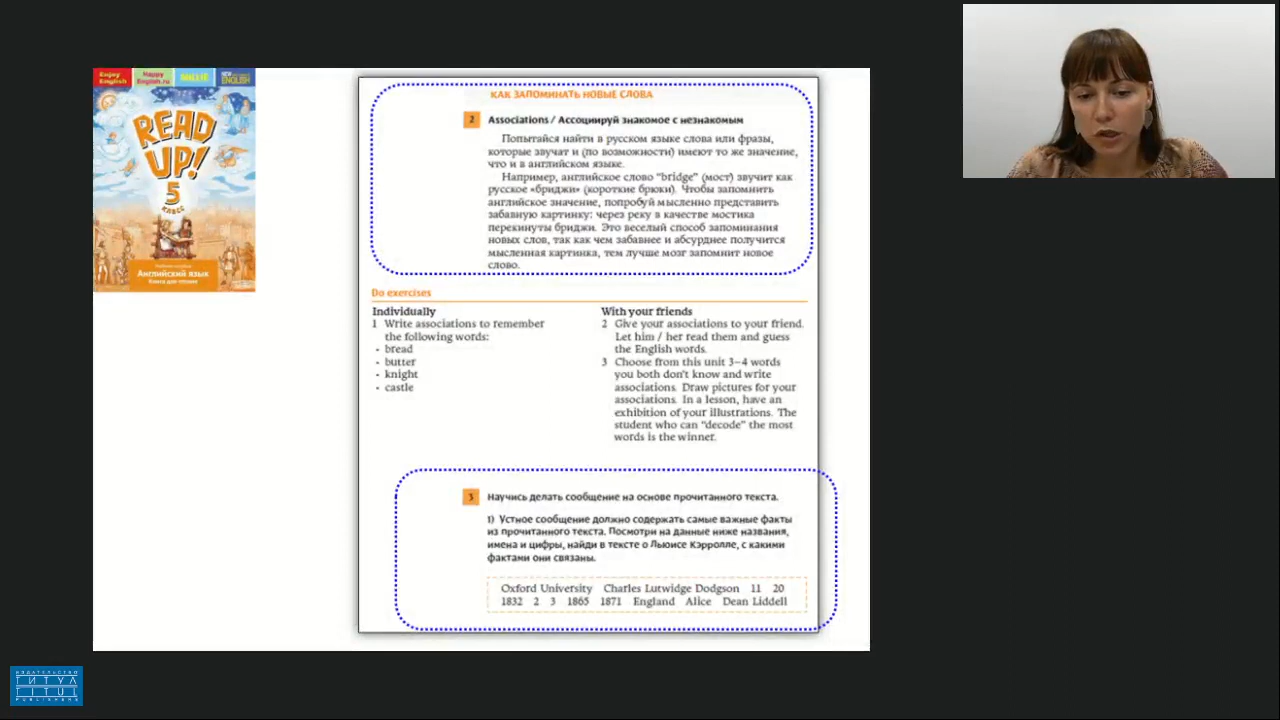 Enjoy English
Happy English.ru
MILLIE
NEW ENGLISH
READ UP!
5
КЛАСС
Английский язык
Книга для чтения
КАК ЗАПОМИНАТЬ НОВЫЕ СЛОВА
2 Associations / Ассоциируй знакомое с незнакомым
Попытайся найти в русском языке слова или фразы,
которые звучат и (по возможности) имеют то же значение,
что и в английском языке.
Например, английское слово “bridge” (мост) звучит как
русское «бриджи» (короткие брюки). Чтобы запомнить
английское значение, попробуй мысленно представить
забавную картинку: через реку в качестве мостика
перекинуты бриджи. Это веселый способ запоминания
новых слов, так как чем забавнее и абсурднее получится
мысленная картинка, тем лучше мозг запомнит новое
слово.
Do exercises
Individually
1 Write associations to remember
the following words:
• bread
• butter
• knight
• castle
With your friends
2 Give your associations to your friend.
Let him / her read them and guess
the English words.
3 Choose from this unit 3–4 words
you both don’t know and write
associations. Draw pictures for your
associations. In a lesson, have an
exhibition of your illustrations. The
student who can “decode” the most
words is the winner.
3 Научись делать сообщение на основе прочитанного текста.
1) Устное сообщение должно содержать самые важные факты
из прочитанного текста. Посмотри на данные ниже названия,
имена и цифры, найди в тексте о Льюисе Кэрролле, с какими
фактами они связаны.
Oxford University Charles Lutwidge Dodgson 11 20
1832 2 3 1865 1871 England Alice Dean Liddell
ИЗДАТЕЛЬСТВО
ТИТУЛ
TITUL
PUBLISHERS